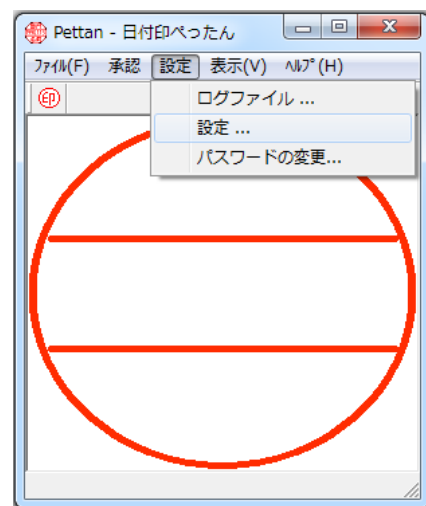 Pettan - 日付印ぺったん
ﾌｧｲﾙ(F) 承認 設定 表示(V) ﾍﾙﾌﾟ(H)
EP
ログファイル ...
設定 ...
パスワードの変更...